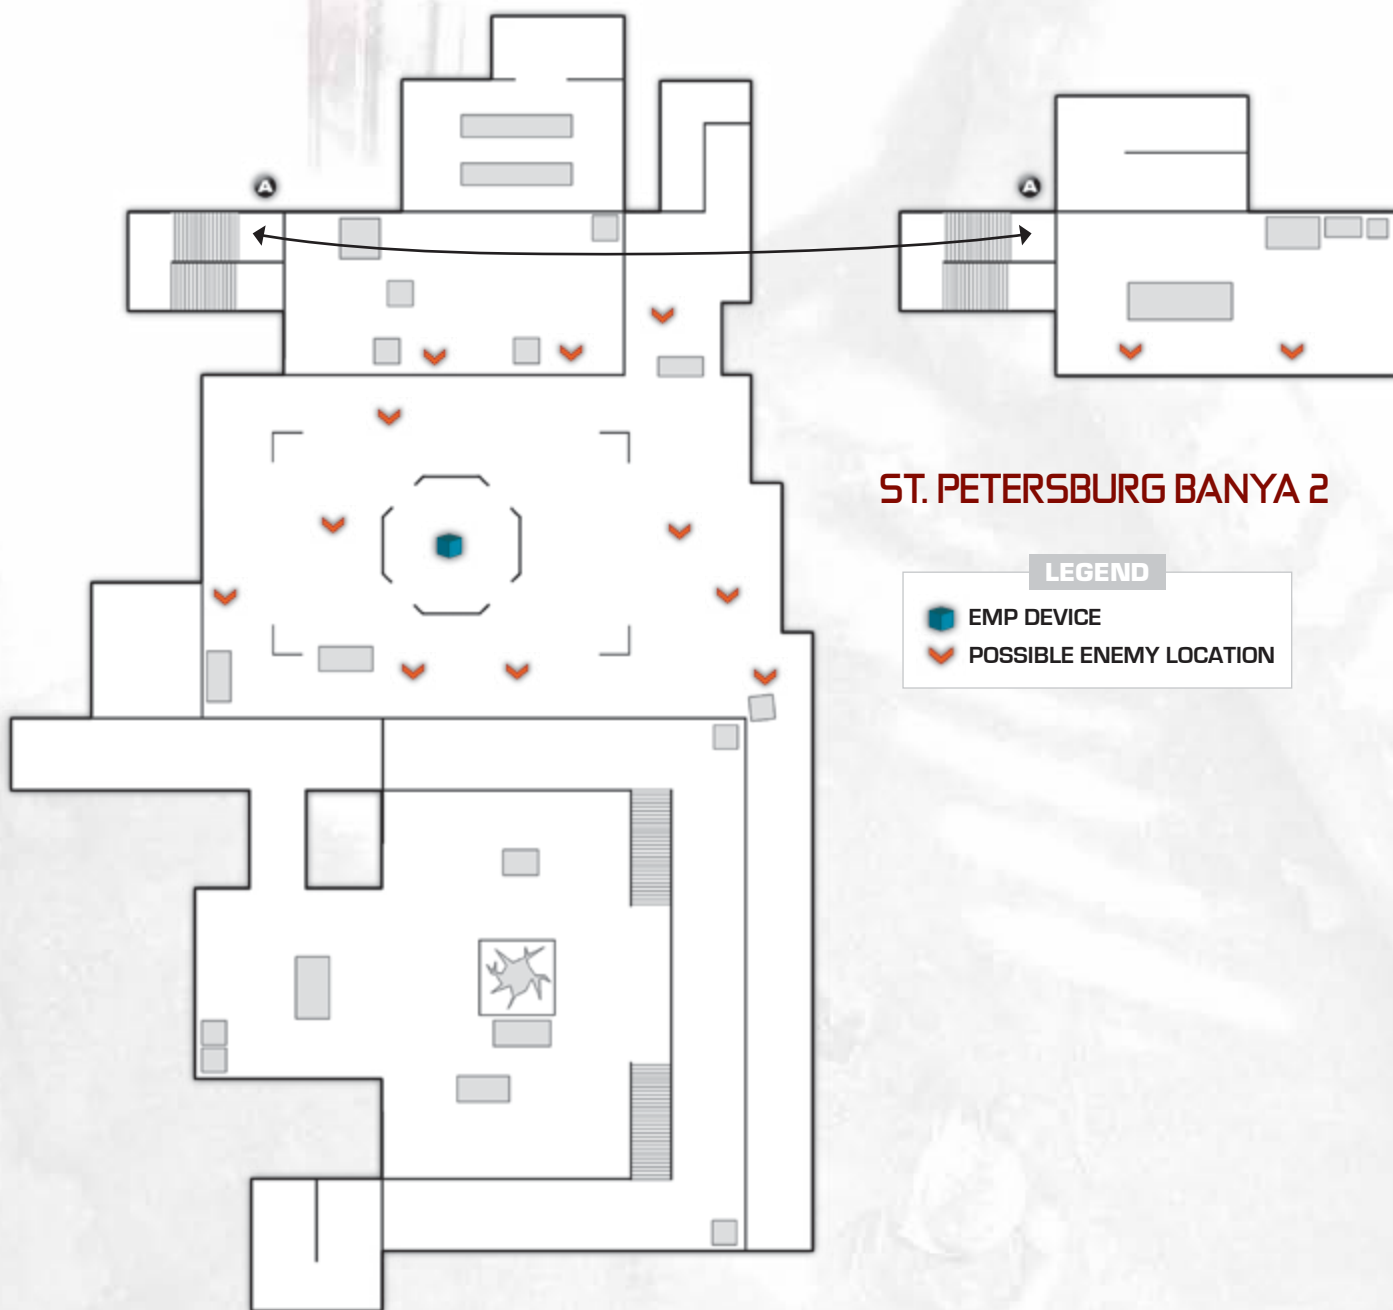 A
A
ST. PETERSBURG BANYA 2
LEGEND
EMP DEVICE
POSSIBLE ENEMY LOCATION